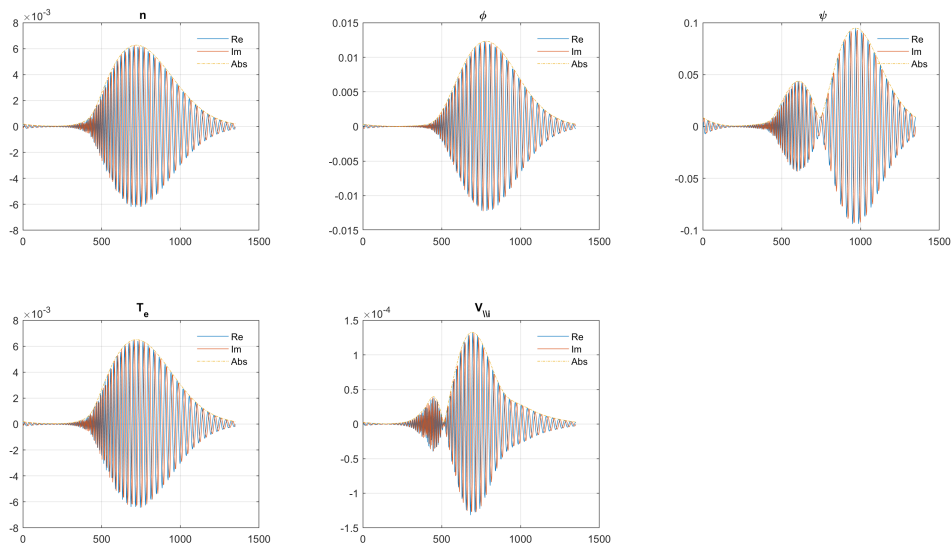 n
×10⁻³
8
6
4
2
0
-2
-4
-6
-8
0 500 1000 1500
Re
Im
Abs
ϕ
0.015
0.01
0.005
0
-0.005
-0.01
-0.015
0 500 1000 1500
Re
Im
Abs
ψ
0.1
0.05
0
-0.05
-0.1
0 500 1000 1500
Re
Im
Abs
T_e
×10⁻³
8
6
4
2
0
-2
-4
-6
-8
0 500 1000 1500
Re
Im
Abs
V_\\i
×10⁻⁴
1.5
1
0.5
0
-0.5
-1
-1.5
0 500 1000 1500
Re
Im
Abs